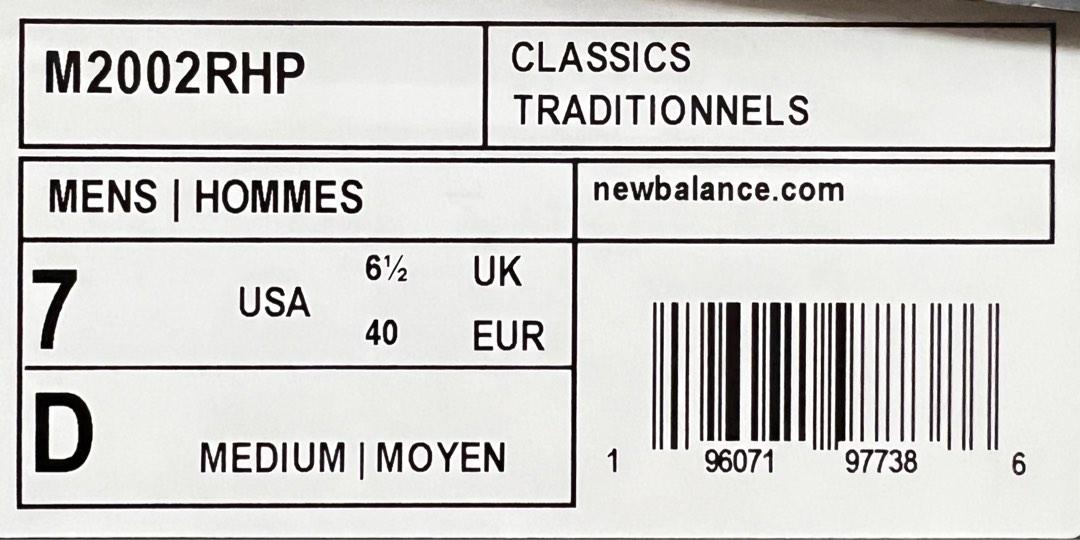 M2002RHP
CLASSICS
TRADITIONNELS
MENS | HOMMES
newbalance.com
7 USA 6½ UK
40 EUR
D MEDIUM | MOYEN
1 96071 97738 6